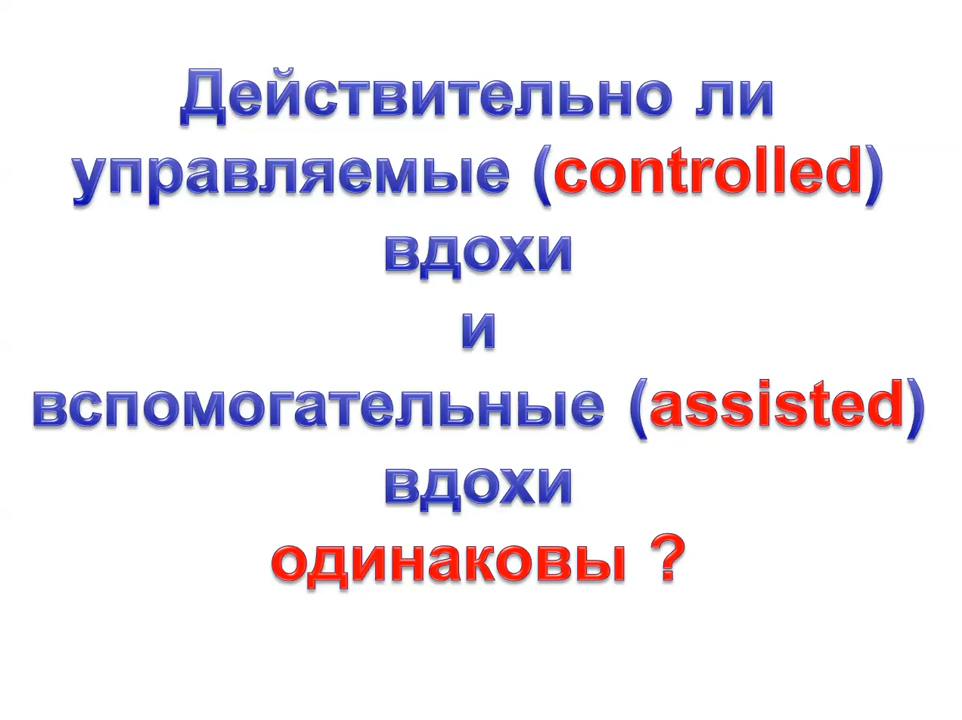 Действительно ли
управляемые (controlled)
вдохи
и
вспомогательные (assisted)
вдохи
одинаковы ?